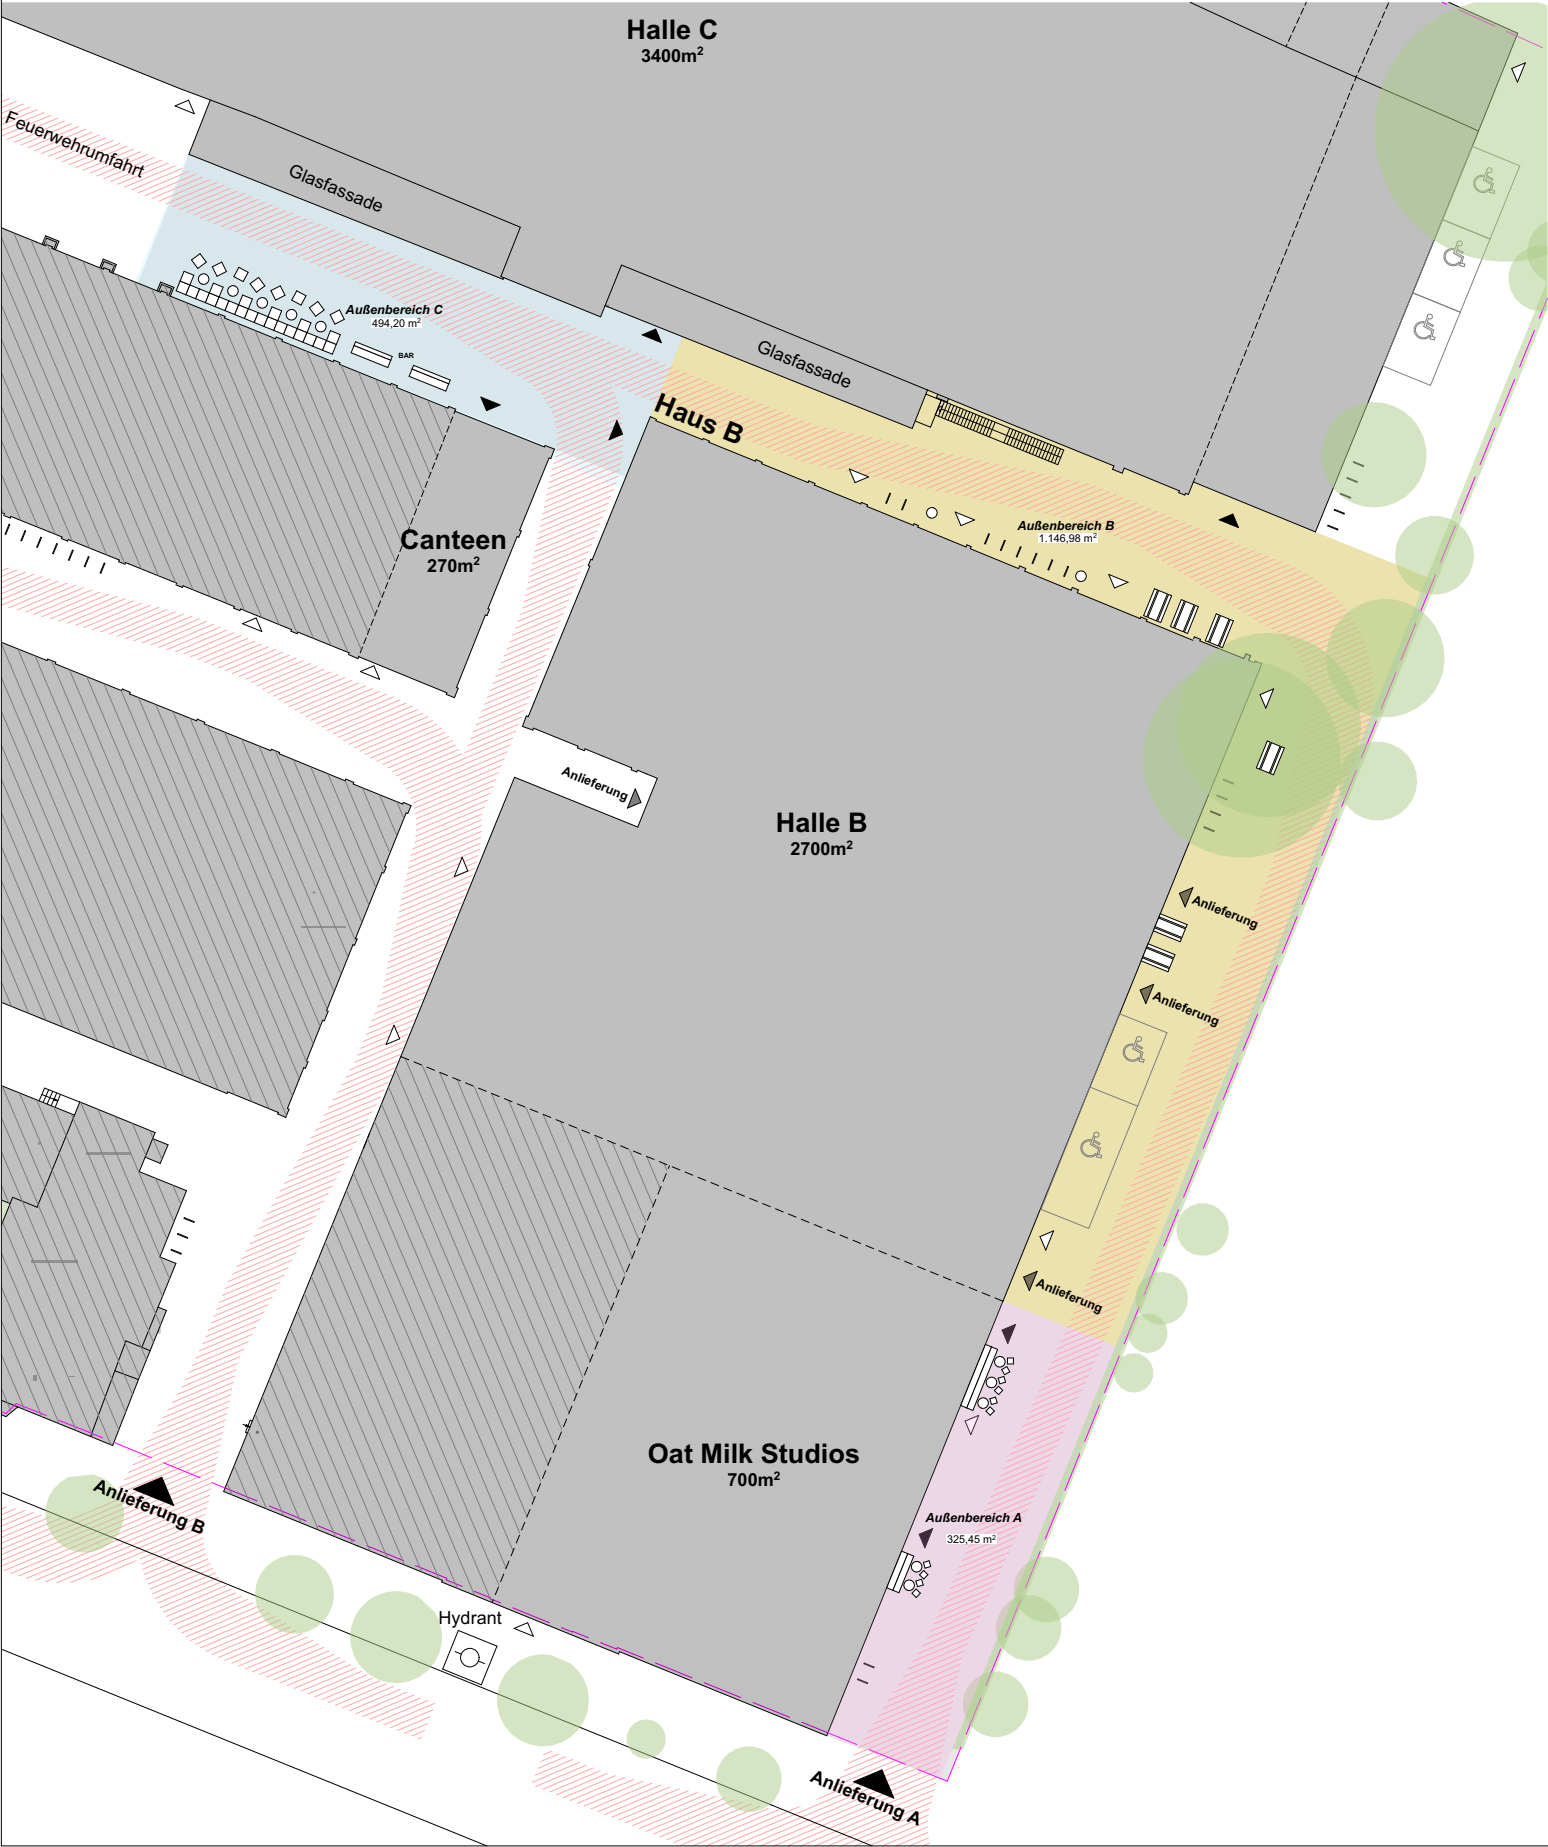 Halle C
3400m²
Feuerwehrumfahrt
Glasfassade
Außenbereich C
494,20 m²
BAR
Glasfassade
Haus B
Außenbereich B
1.146,98 m²
Canteen
270m²
Anlieferung
Halle B
2700m²
Anlieferung
Anlieferung
Anlieferung
Oat Milk Studios
700m²
Außenbereich A
325,45 m²
Anlieferung B
Hydrant
Anlieferung A